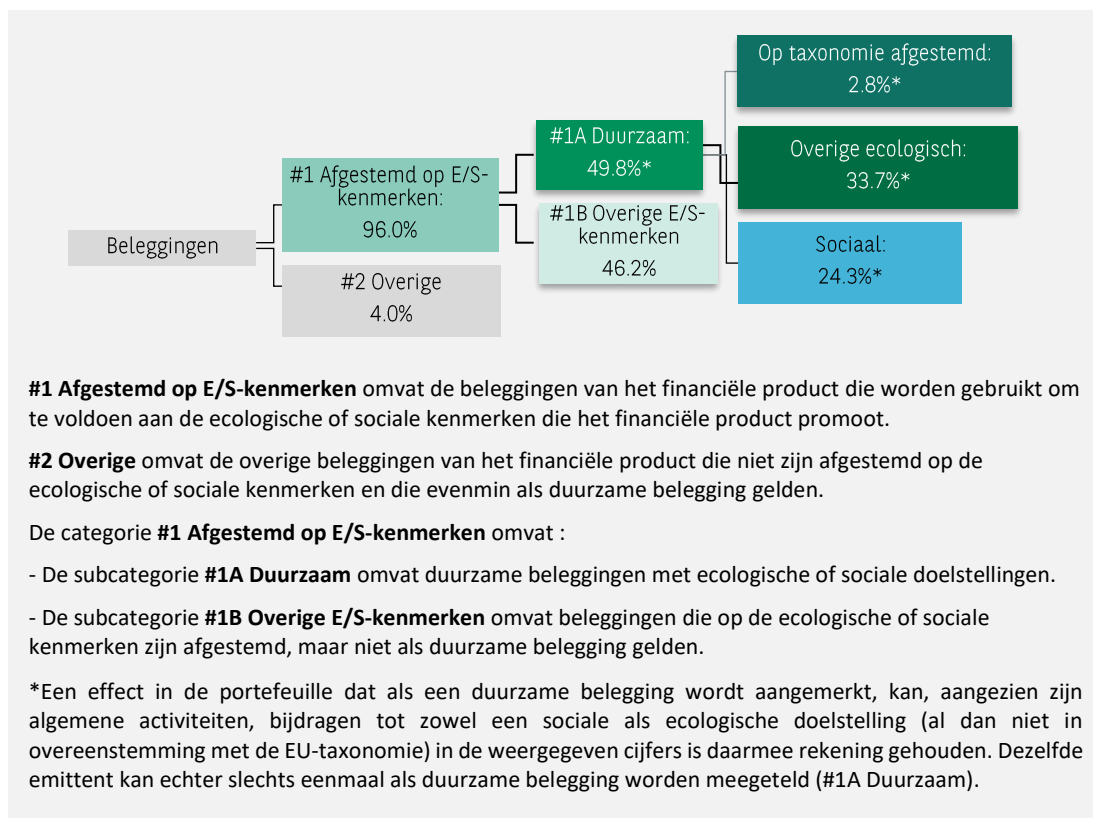 Beleggingen
#1 Afgestemd op E/S-
kenmerken:
96.0%
#2 Overige
4.0%
#1A Duurzaam:
49.8%*
#1B Overige E/S-
kenmerken
46.2%
Op taxonomie afgestemd:
2.8%*
Overige ecologisch:
33.7%*
Sociaal:
24.3%*
#1 Afgestemd op E/S-kenmerken omvat de beleggingen van het financiële product die worden gebruikt om
te voldoen aan de ecologische of sociale kenmerken die het financiële product promoot.
#2 Overige omvat de overige beleggingen van het financiële product die niet zijn afgestemd op de
ecologische of sociale kenmerken en die evenmin als duurzame belegging gelden.
De categorie #1 Afgestemd op E/S-kenmerken omvat :
- De subcategorie #1A Duurzaam omvat duurzame beleggingen met ecologische of sociale doelstellingen.
- De subcategorie #1B Overige E/S-kenmerken omvat beleggingen die op de ecologische of sociale
kenmerken zijn afgestemd, maar niet als duurzame belegging gelden.
*Een effect in de portefeuille dat als een duurzame belegging wordt aangemerkt, kan, aangezien zijn
algemene activiteiten, bijdragen tot zowel een sociale als ecologische doelstelling (al dan niet in
overeenstemming met de EU-taxonomie) in de weergegeven cijfers is daarmee rekening gehouden. Dezelfde
emittent kan echter slechts eenmaal als duurzame belegging worden meegeteld (#1A Duurzaam).